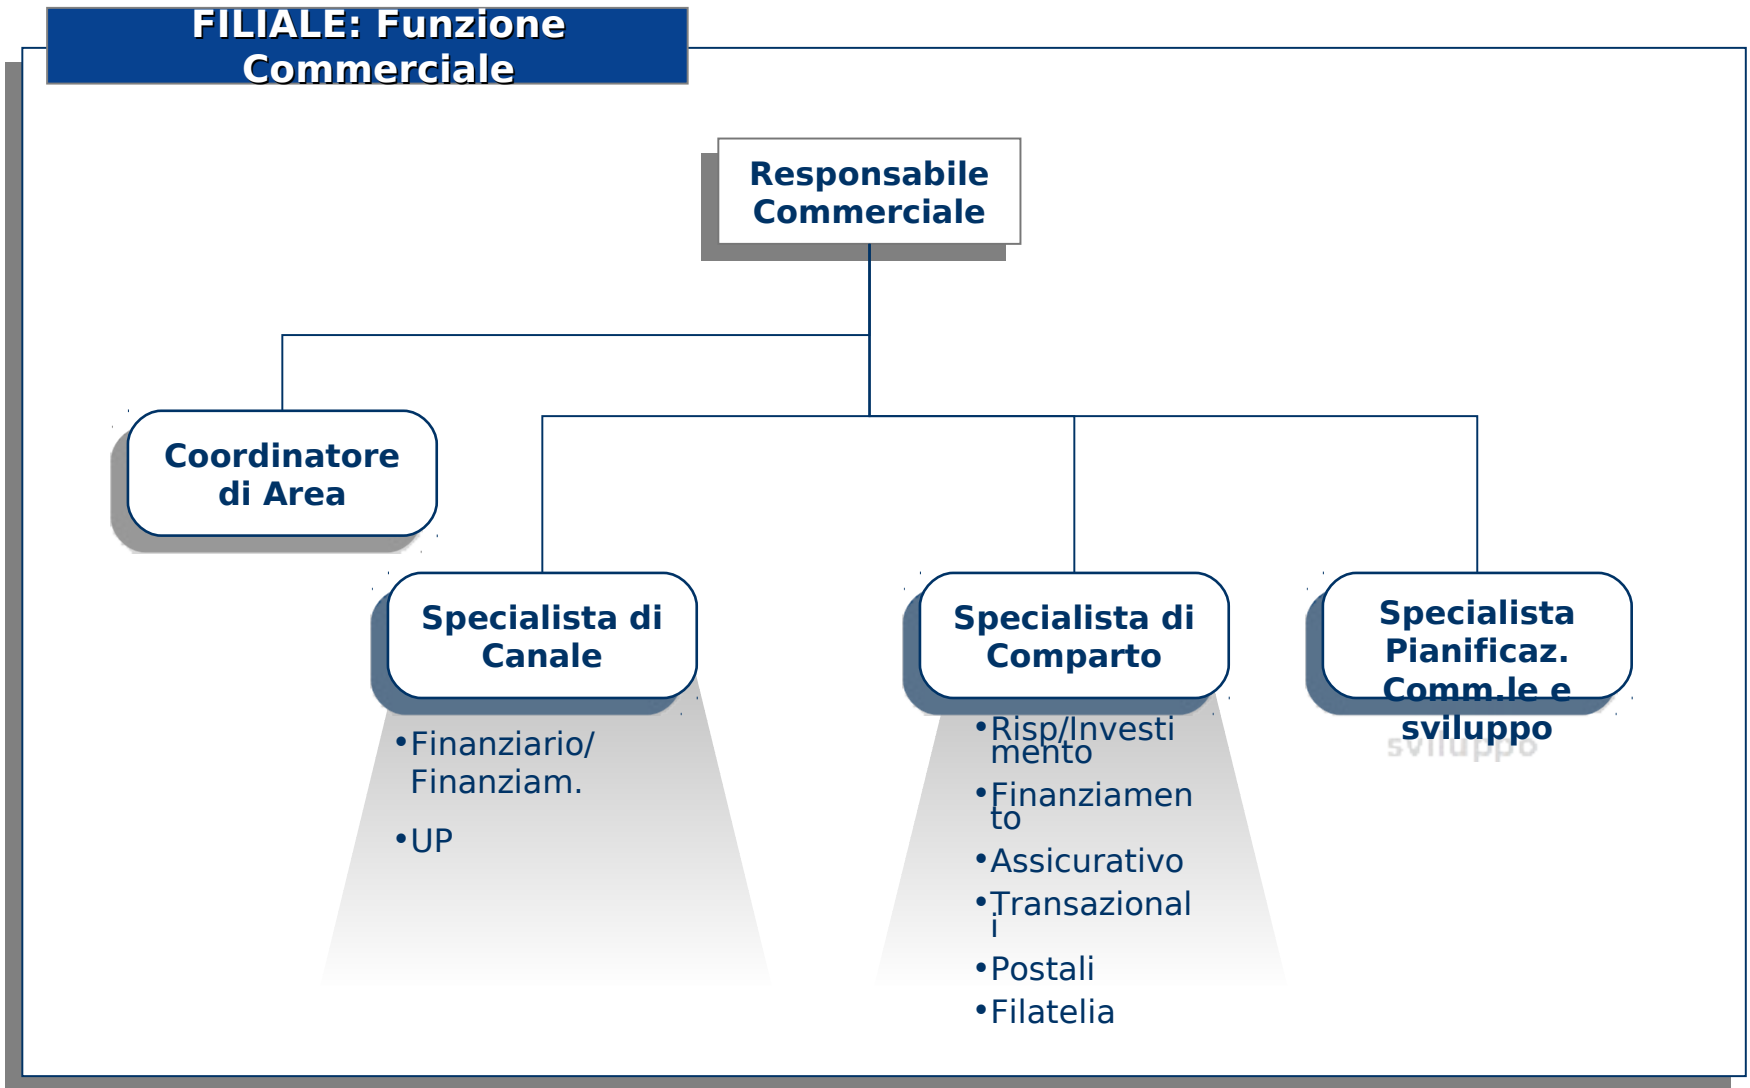 FILIALE: Funzione
Commerciale
Responsabile
Commerciale
Coordinatore
di Area
Specialista di
Canale
Specialista di
Comparto
Specialista
Pianificaz.
Comm.le e
sviluppo
•Finanziario/
Finanziam.
•UP
•Risp/Investi
mento
•Finanziamen
to
•Assicurativo
•Transazional
i
•Postali
•Filatelia